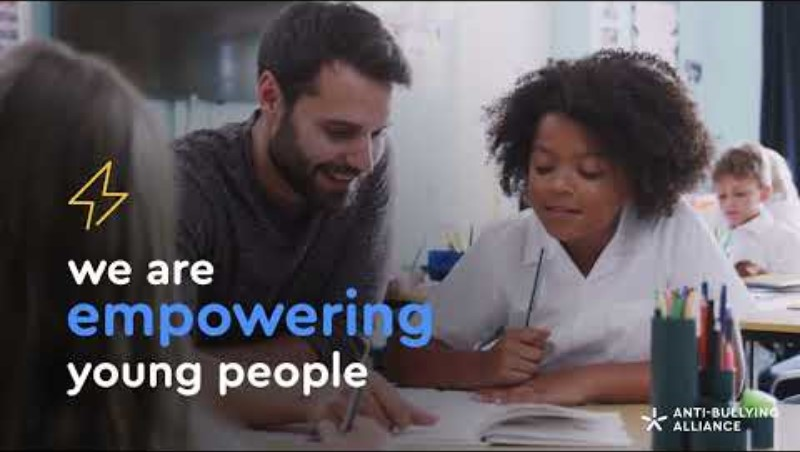 we are
empowering
young people
ANTI-BULLYING
ALLIANCE